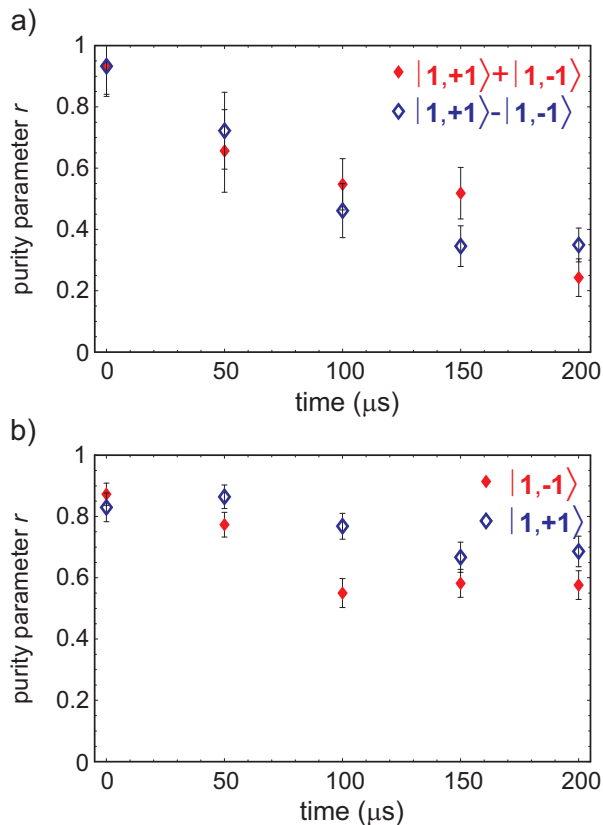 a)
1
0.8
0.6
0.4
0.2
0
purity parameter r
|1,+1⟩+|1,-1⟩
|1,+1⟩-|1,-1⟩
0 50 100 150 200
time (μs)
b)
1
0.8
0.6
0.4
0.2
0
purity parameter r
|1,-1⟩
|1,+1⟩
0 50 100 150 200
time (μs)